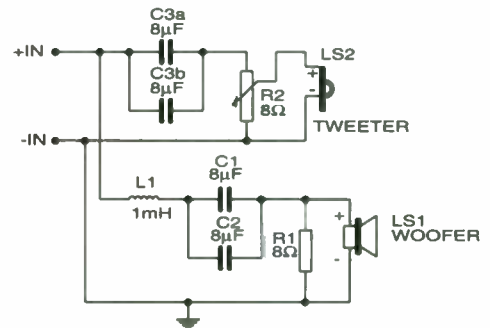 C3a
8µF
+IN
C3b
8µF
LS2
+
-
R2
8Ω
TWEETER
-IN
L1
1mH
C1
8µF
C2
8µF
R1
8Ω
+
-
LS1
WOOFER